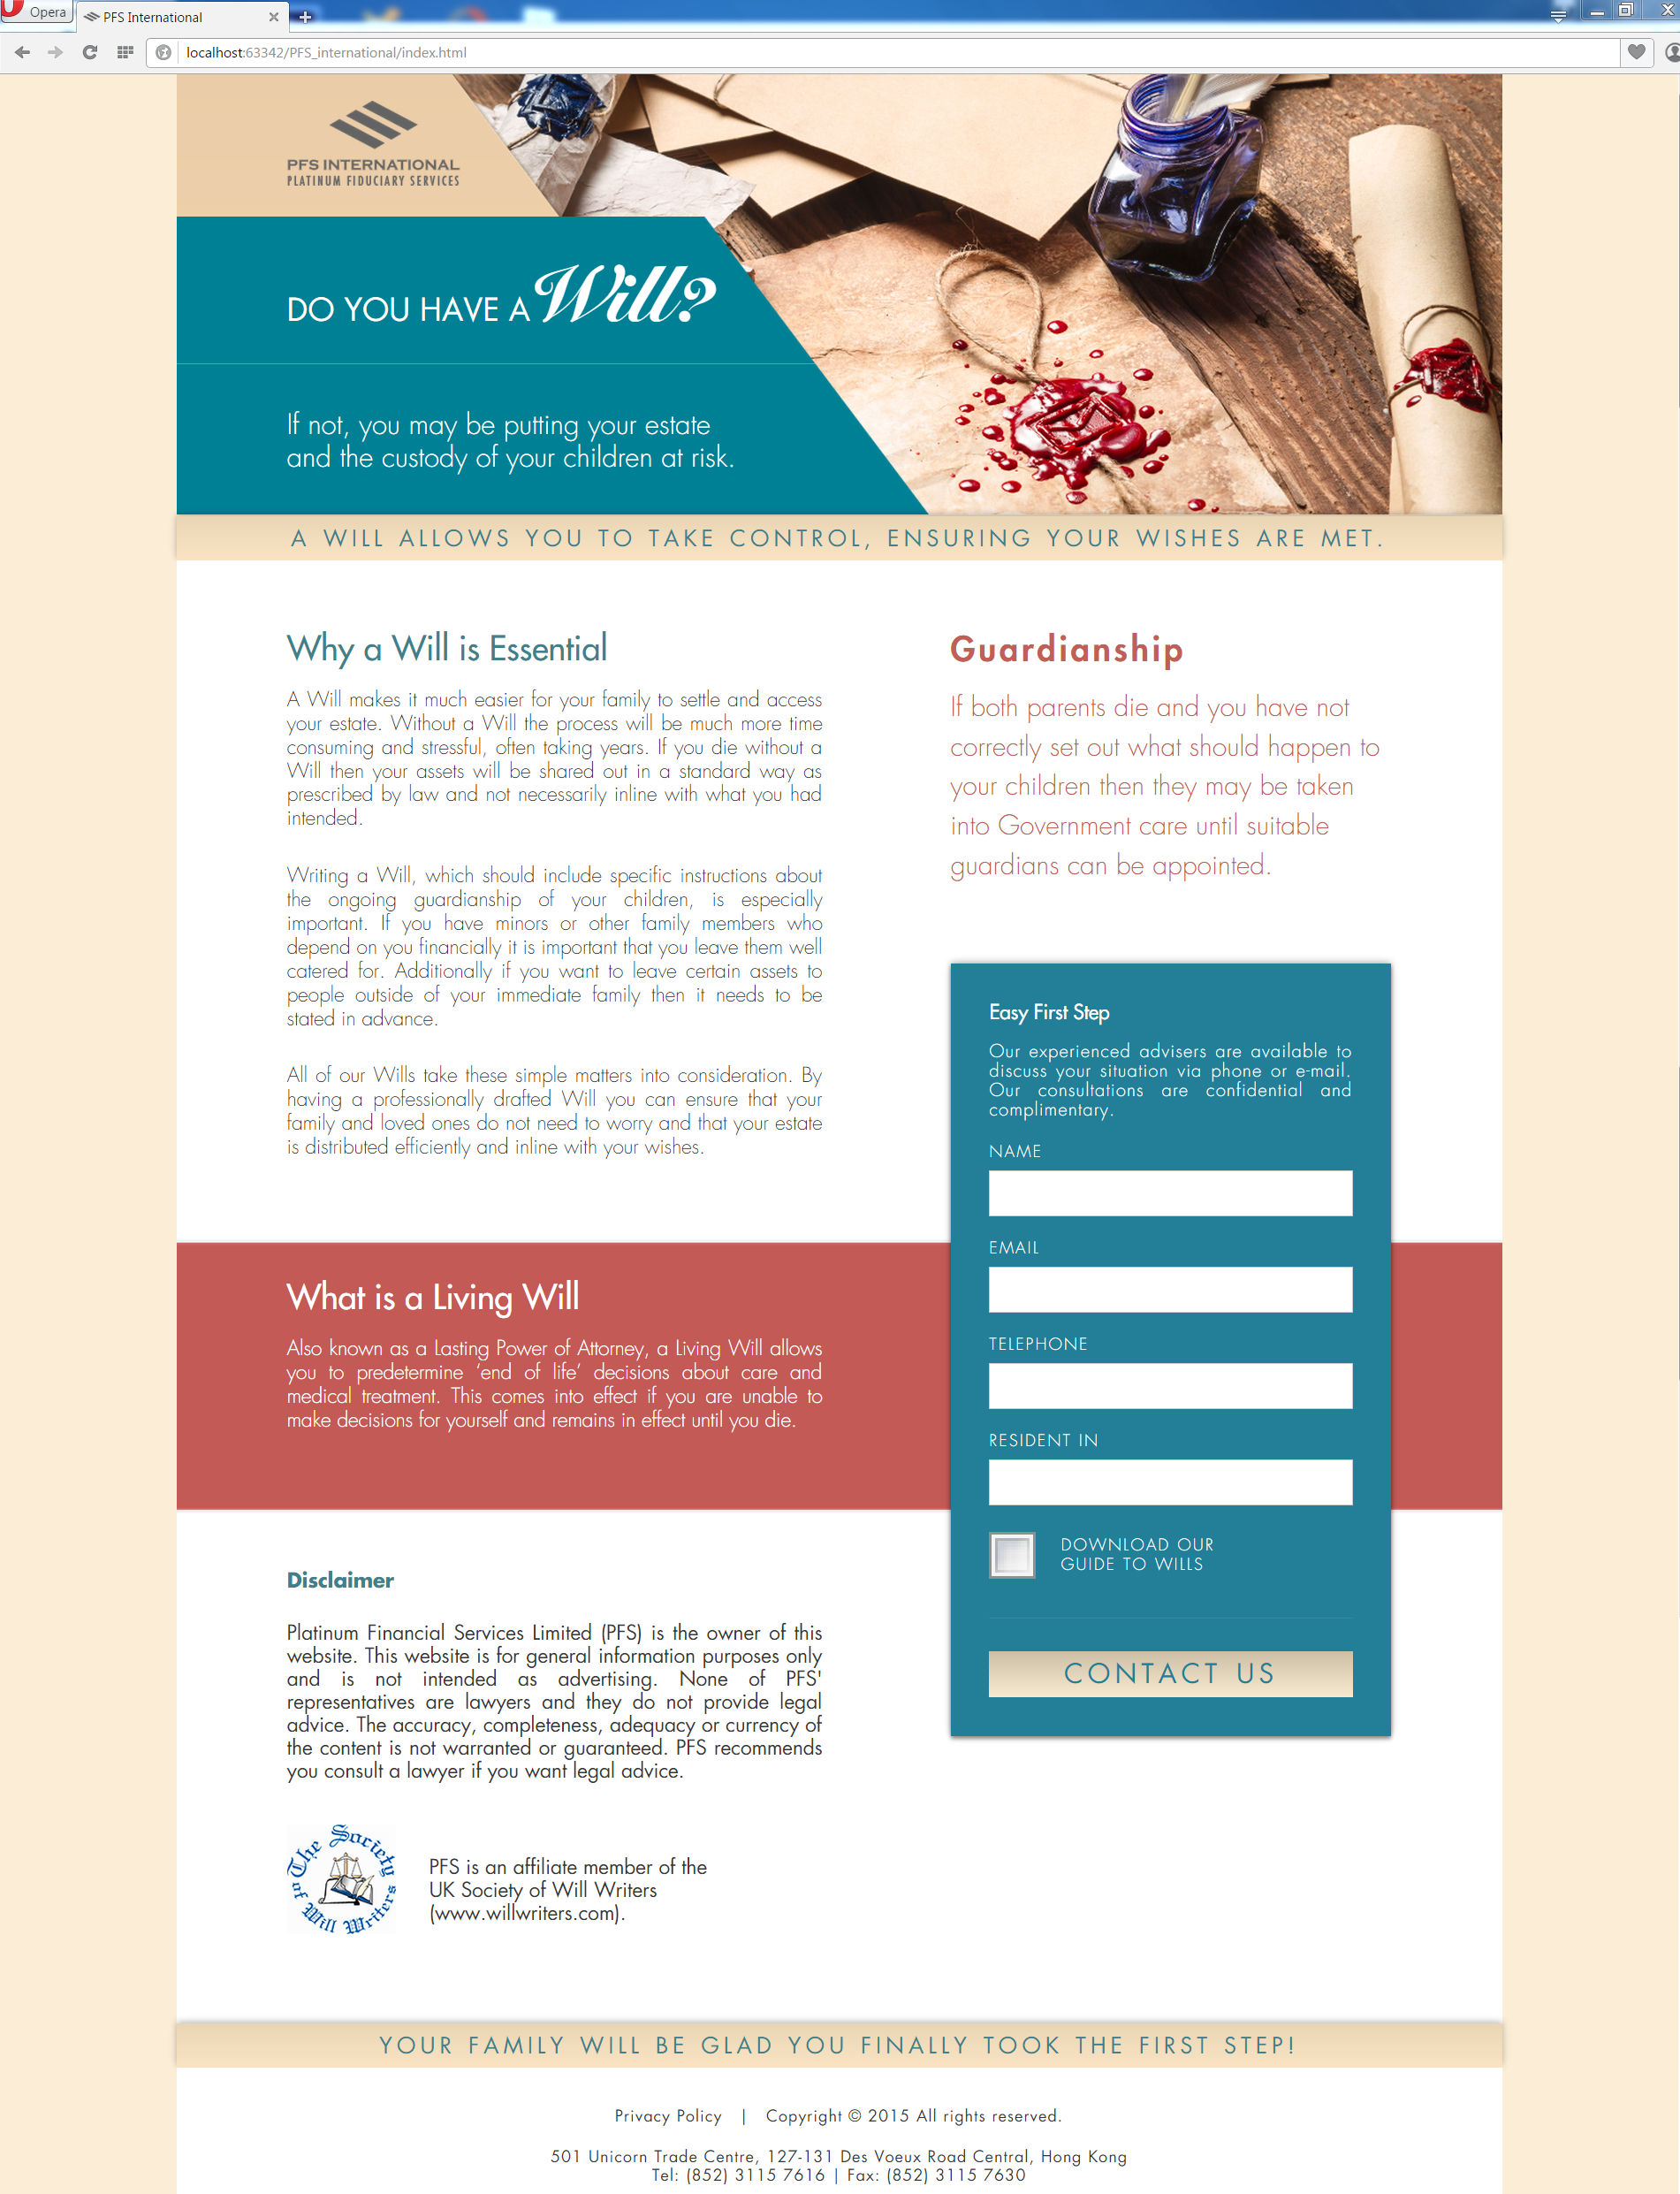 Opera
PFS International
localhost:63342/PFS_international/index.html
PFS INTERNATIONAL
PLATINUM FIDUCIARY SERVICES
DO YOU HAVE A Will?
If not, you may be putting your estate
and the custody of your children at risk.
A WILL ALLOWS YOU TO TAKE CONTROL, ENSURING YOUR WISHES ARE MET.
Why a Will is Essential
A Will makes it much easier for your family to settle and access
your estate. Without a Will the process will be much more time
consuming and stressful, often taking years. If you die without a
Will then your assets will be shared out in a standard way as
prescribed by law and not necessarily inline with what you had
intended.
Writing a Will, which should include specific instructions about
the ongoing guardianship of your children, is especially
important. If you have minors or other family members who
depend on you financially it is important that you leave them well
catered for. Additionally if you want to leave certain assets to
people outside of your immediate family then it needs to be
stated in advance.
All of our Wills take these simple matters into consideration. By
having a professionally drafted Will you can ensure that your
family and loved ones do not need to worry and that your estate
is distributed efficiently and inline with your wishes.
Guardianship
If both parents die and you have not
correctly set out what should happen to
your children then they may be taken
into Government care until suitable
guardians can be appointed.
Easy First Step
Our experienced advisers are available to
discuss your situation via phone or e-mail.
Our consultations are confidential and
complimentary.
NAME
EMAIL
TELEPHONE
RESIDENT IN
DOWNLOAD OUR
GUIDE TO WILLS
CONTACT US
What is a Living Will
Also known as a Lasting Power of Attorney, a Living Will allows
you to predetermine ‘end of life’ decisions about care and
medical treatment. This comes into effect if you are unable to
make decisions for yourself and remains in effect until you die.
Disclaimer
Platinum Financial Services Limited (PFS) is the owner of this
website. This website is for general information purposes only
and is not intended as advertising. None of PFS'
representatives are lawyers and they do not provide legal
advice. The accuracy, completeness, adequacy or currency of
the content is not warranted or guaranteed. PFS recommends
you consult a lawyer if you want legal advice.
The Society
of Will Writers
PFS is an affiliate member of the
UK Society of Will Writers
(www.willwriters.com).
YOUR FAMILY WILL BE GLAD YOU FINALLY TOOK THE FIRST STEP!
Privacy Policy | Copyright © 2015 All rights reserved.
501 Unicorn Trade Centre, 127-131 Des Voeux Road Central, Hong Kong
Tel: (852) 3115 7616 | Fax: (852) 3115 7630